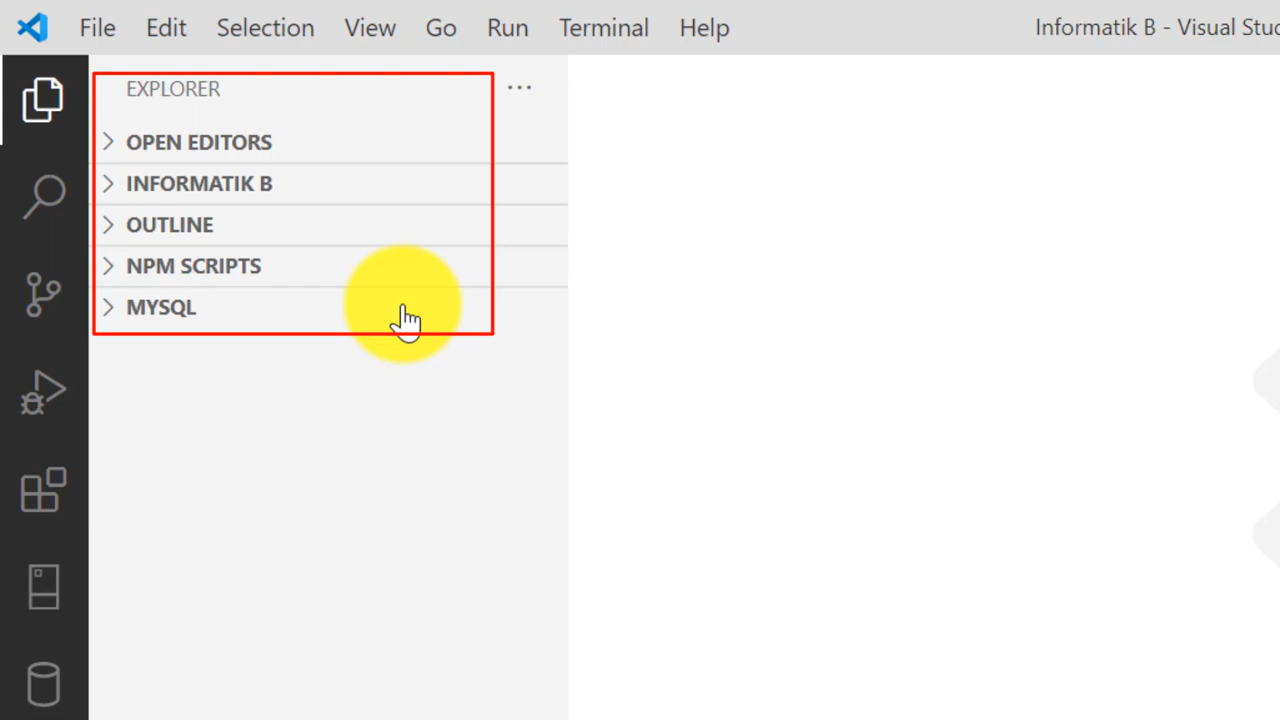 File Edit Selection View Go Run Terminal Help Informatik B - Visual Stud
EXPLORER
OPEN EDITORS
INFORMATIK B
OUTLINE
NPM SCRIPTS
MYSQL